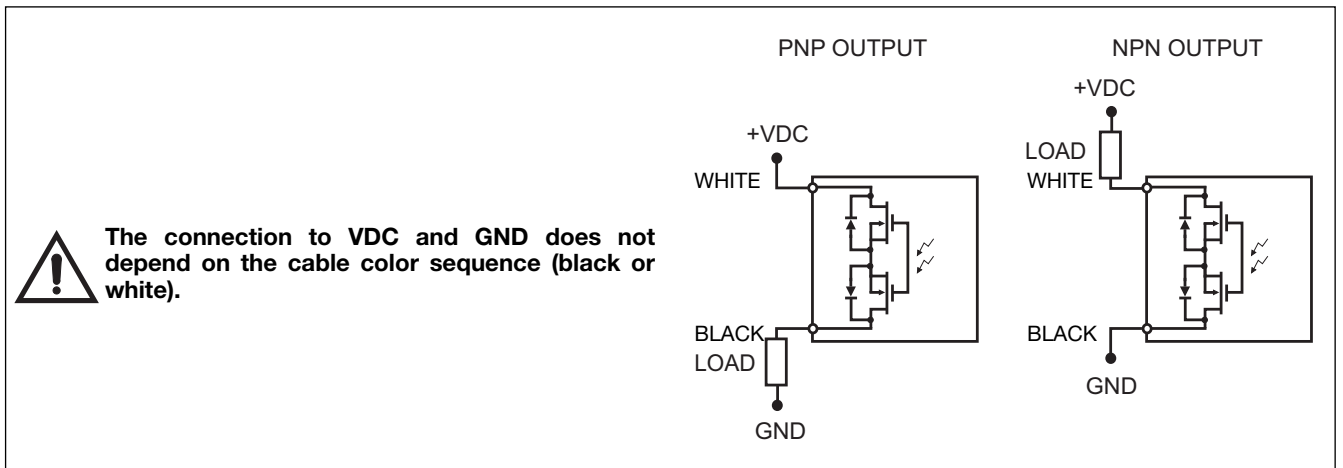 PNP OUTPUT
NPN OUTPUT
+VDC
+VDC
LOAD
WHITE
WHITE
The connection to VDC and GND does not
depend on the cable color sequence (black or
white).
BLACK
LOAD
BLACK
GND
GND